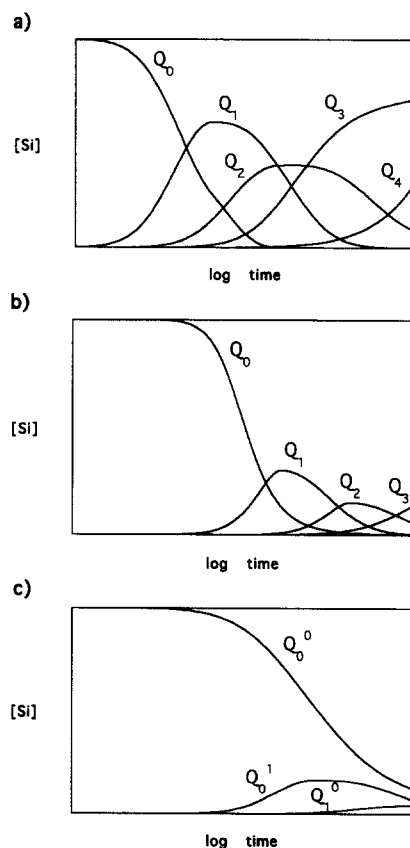 a)
Q₀
Q₁
Q₃
Q₂
Q₄
[Si]
log time
b)
Q₀
[Si]
Q₁
Q₂
Q₃
log time
c)
Q₀⁰
[Si]
Q₀¹
Q₁⁰
log time